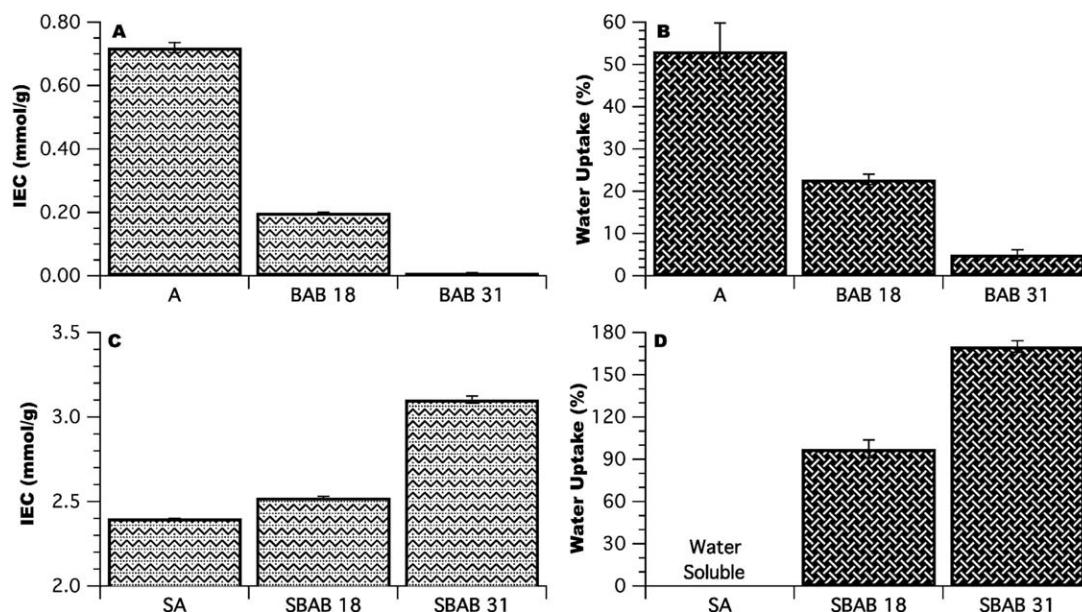 A
IEC (mmol/g)
0.80
0.60
0.40
0.20
0.00
A BAB 18 BAB 31
B
Water Uptake (%)
60
50
40
30
20
10
0
A BAB 18 BAB 31
C
IEC (mmol/g)
3.5
3.0
2.5
2.0
SA SBAB 18 SBAB 31
D
Water Uptake (%)
180
150
120
90
60
30
0
Water
Soluble
SA SBAB 18 SBAB 31